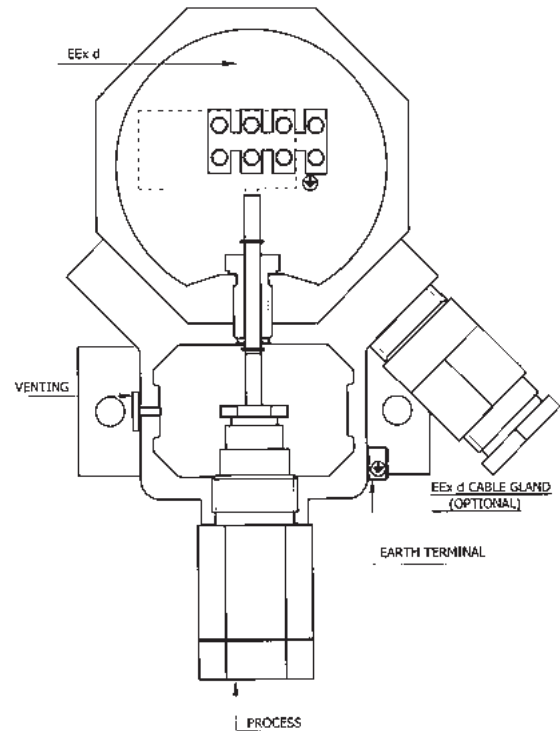 EEx d
VENTING
EEx d CABLE GLAND
(OPTIONAL)
EARTH TERMINAL
PROCESS